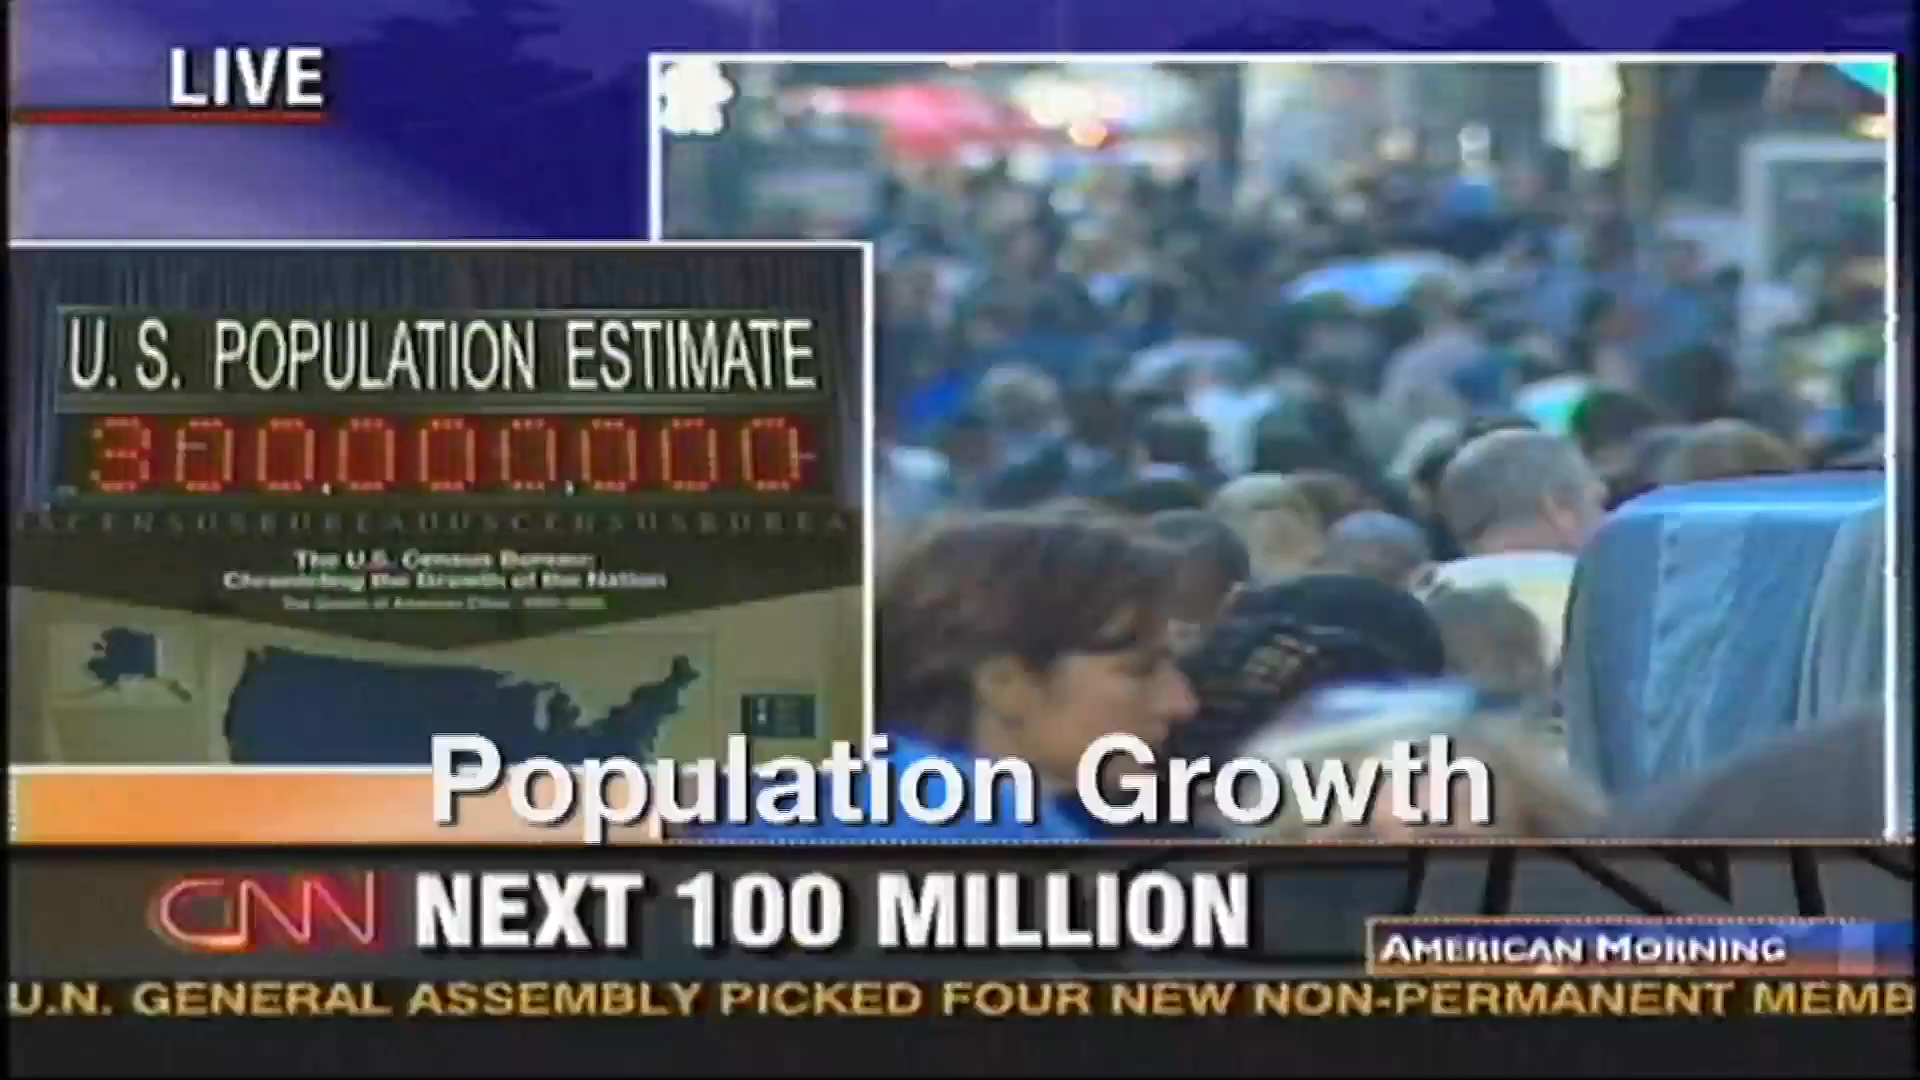 LIVE
U. S. POPULATION ESTIMATE
300,000,000
The U.S. Census Bureau:
Chronicling the Growth of the Nation
Population Growth
CNN NEXT 100 MILLION
AMERICAN MORNING
U.N. GENERAL ASSEMBLY PICKED FOUR NEW NON-PERMANENT MEMB